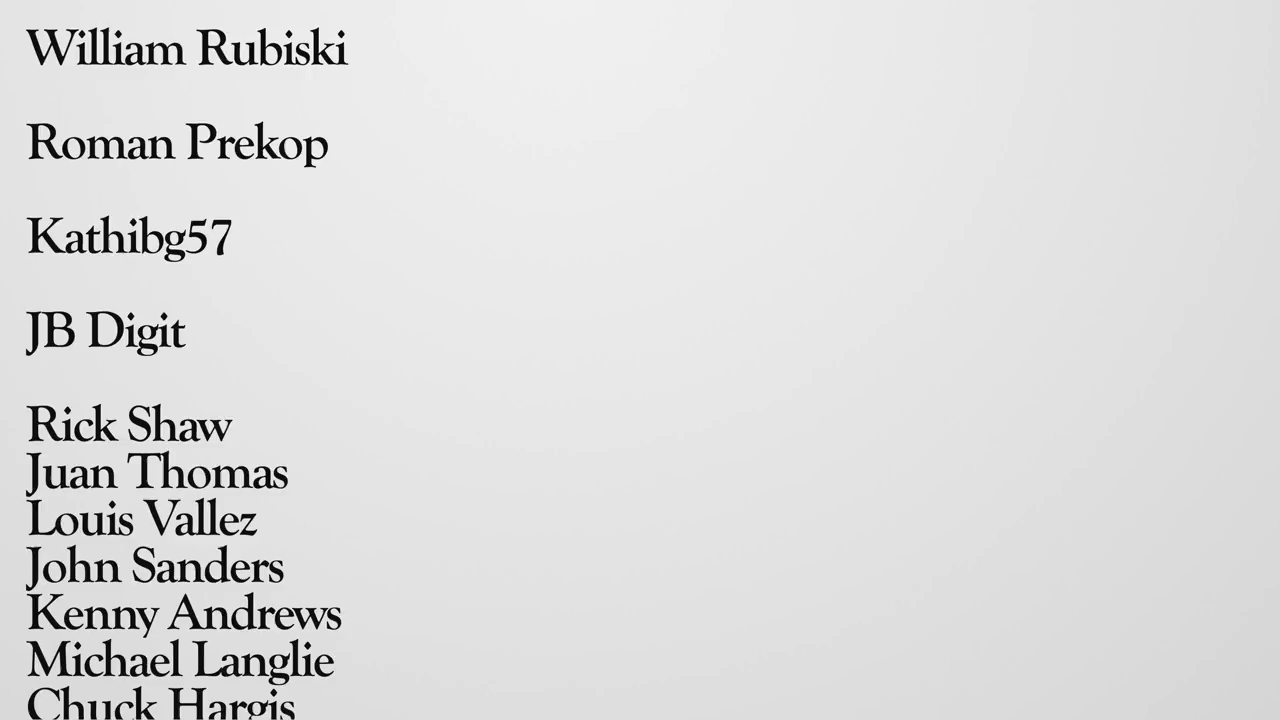 William Rubiski
Roman Prekop
Kathibg57
JB Digit
Rick Shaw
Juan Thomas
Louis Vallez
John Sanders
Kenny Andrews
Michael Langlie
Chuck Hargis